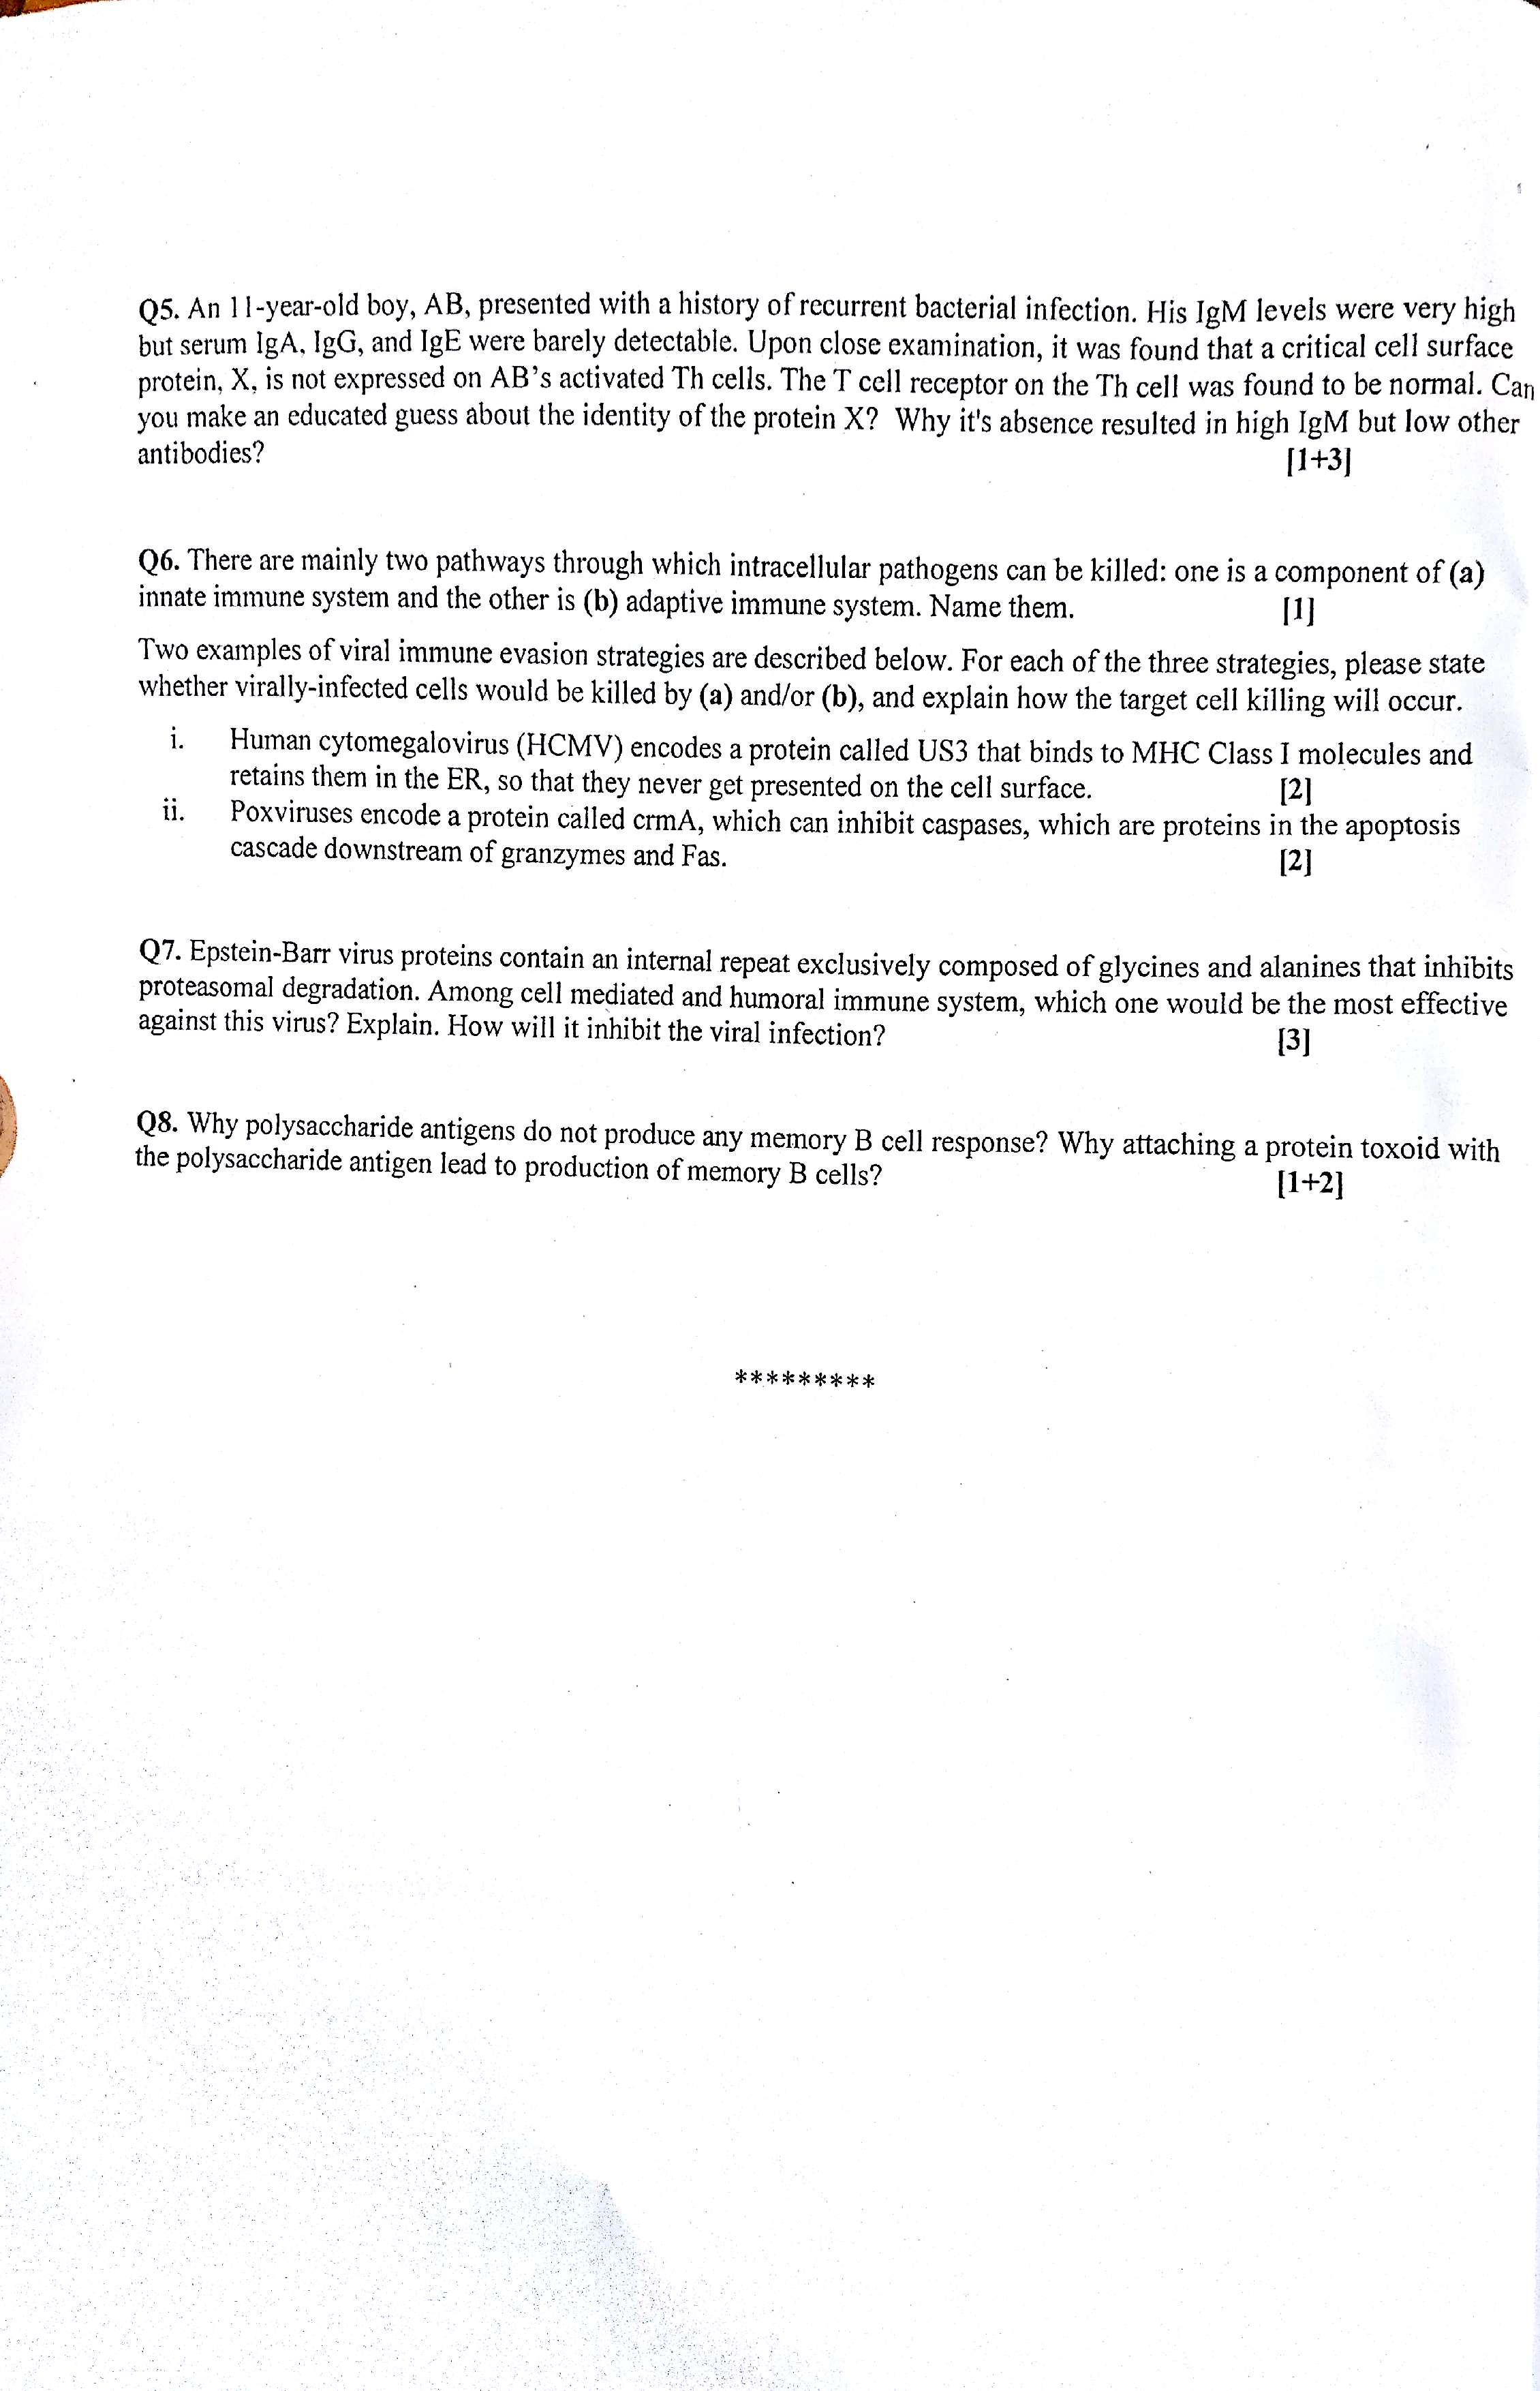 Q5. An 11-year-old boy, AB, presented with a history of recurrent bacterial infection. His IgM levels were very high
but serum IgA, IgG, and IgE were barely detectable. Upon close examination, it was found that a critical cell surface
protein, X, is not expressed on AB's activated Th cells. The T cell receptor on the Th cell was found to be normal. Can
you make an educated guess about the identity of the protein X? Why it's absence resulted in high IgM but low other
antibodies? [1+3]
Q6. There are mainly two pathways through which intracellular pathogens can be killed: one is a component of (a)
innate immune system and the other is (b) adaptive immune system. Name them. [1]
Two examples of viral immune evasion strategies are described below. For each of the three strategies, please state
whether virally-infected cells would be killed by (a) and/or (b), and explain how the target cell killing will occur.
i. Human cytomegalovirus (HCMV) encodes a protein called US3 that binds to MHC Class I molecules and
retains them in the ER, so that they never get presented on the cell surface. [2]
ii. Poxviruses encode a protein called crmA, which can inhibit caspases, which are proteins in the apoptosis
cascade downstream of granzymes and Fas. [2]
Q7. Epstein-Barr virus proteins contain an internal repeat exclusively composed of glycines and alanines that inhibits
proteasomal degradation. Among cell mediated and humoral immune system, which one would be the most effective
against this virus? Explain. How will it inhibit the viral infection? [3]
Q8. Why polysaccharide antigens do not produce any memory B cell response? Why attaching a protein toxoid with
the polysaccharide antigen lead to production of memory B cells? [1+2]
*********